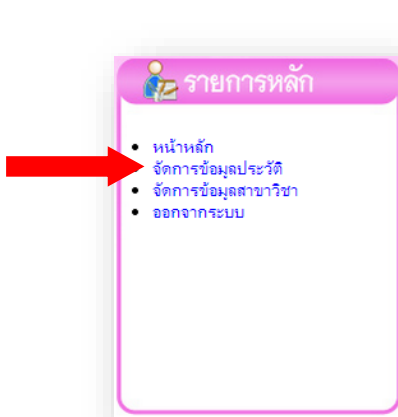 รายการหลัก
หน้าหลัก
จัดการข้อมูลประวัติ
จัดการข้อมูลสาขาวิชา
ออกจากระบบ